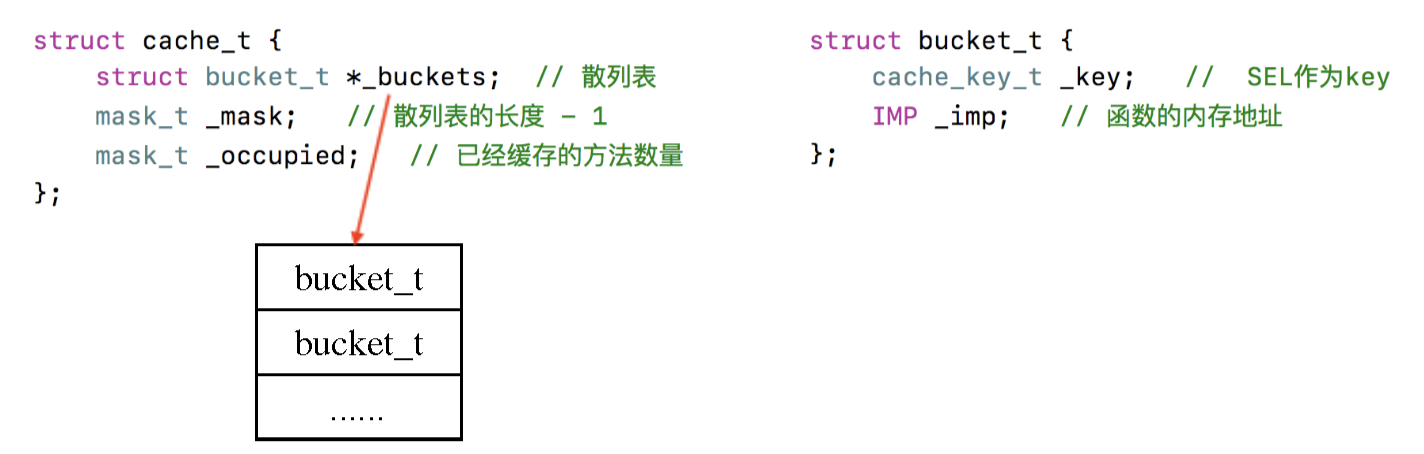 struct cache_t {
struct bucket_t *_buckets; // 散列表
mask_t _mask; // 散列表的长度 – 1
mask_t _occupied; // 已经缓存的方法数量
};
struct bucket_t {
cache_key_t _key; // SEL作为key
IMP _imp; // 函数的内存地址
};
bucket_t
bucket_t
......